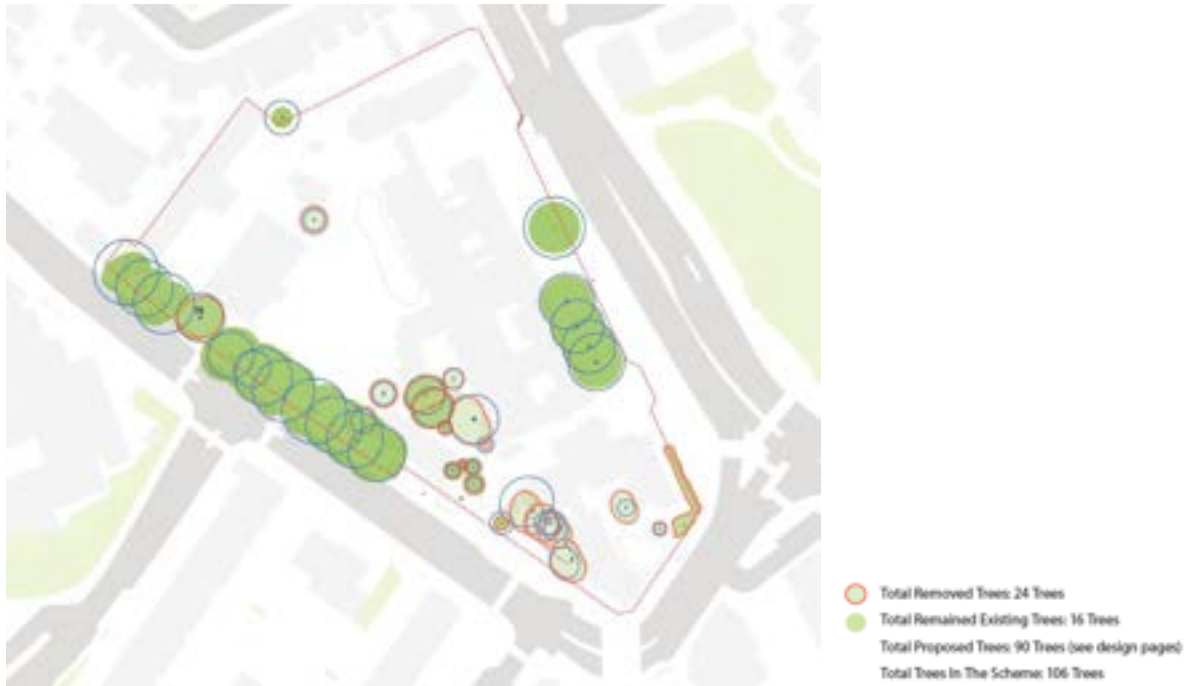 Total Removed Trees: 24 Trees
Total Remained Existing Trees: 16 Trees
Total Proposed Trees: 90 Trees (see design pages)
Total Trees In The Scheme: 106 Trees